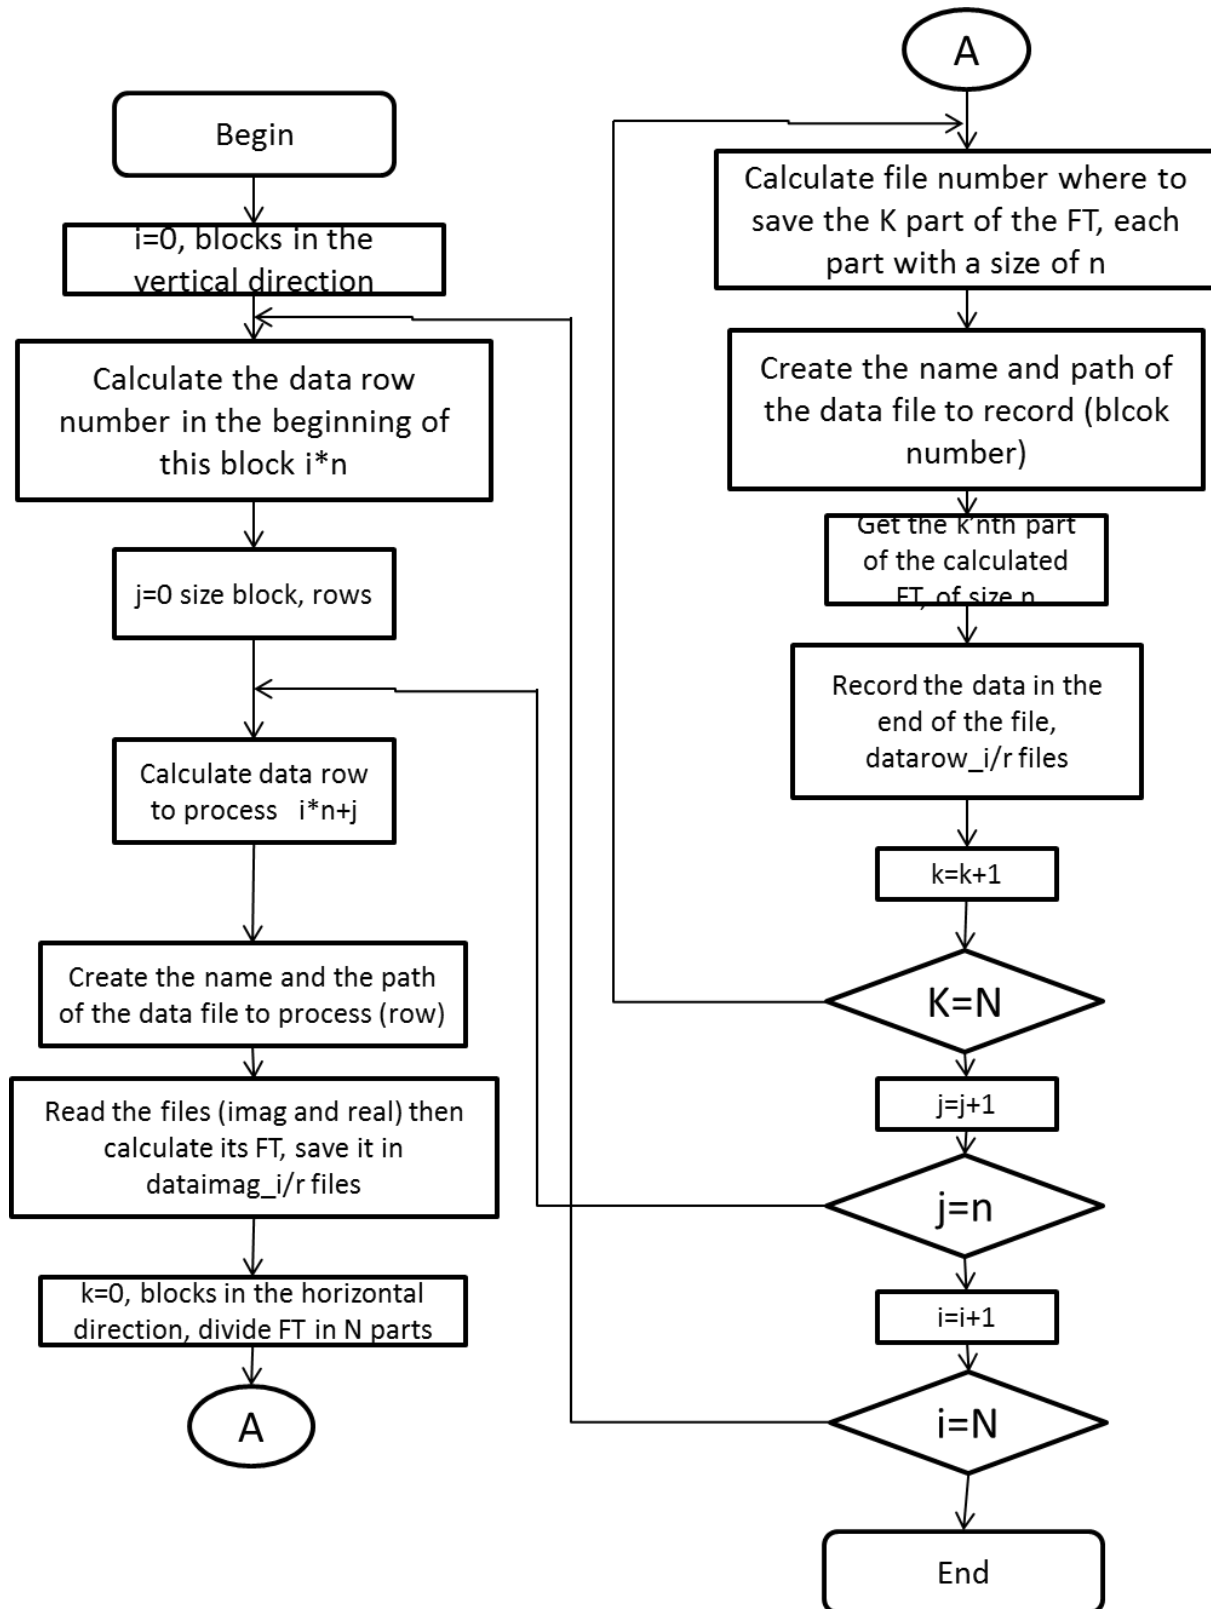 Begin
i=0, blocks in the
vertical direction
Calculate the data row
number in the beginning of
this block i*n
j=0 size block, rows
Calculate data row
to process i*n+j
Create the name and the path
of the data file to process (row)
Read the files (imag and real) then
calculate its FT, save it in
dataimag_i/r files
k=0, blocks in the horizontal
direction, divide FT in N parts
A
A
Calculate file number where to
save the K part of the FT, each
part with a size of n
Create the name and path of
the data file to record (blcok
number)
Get the k'nth part
of the calculated
FT, of size n
Record the data in the
end of the file,
datarow_i/r files
k=k+1
K=N
j=j+1
j=n
i=i+1
i=N
End